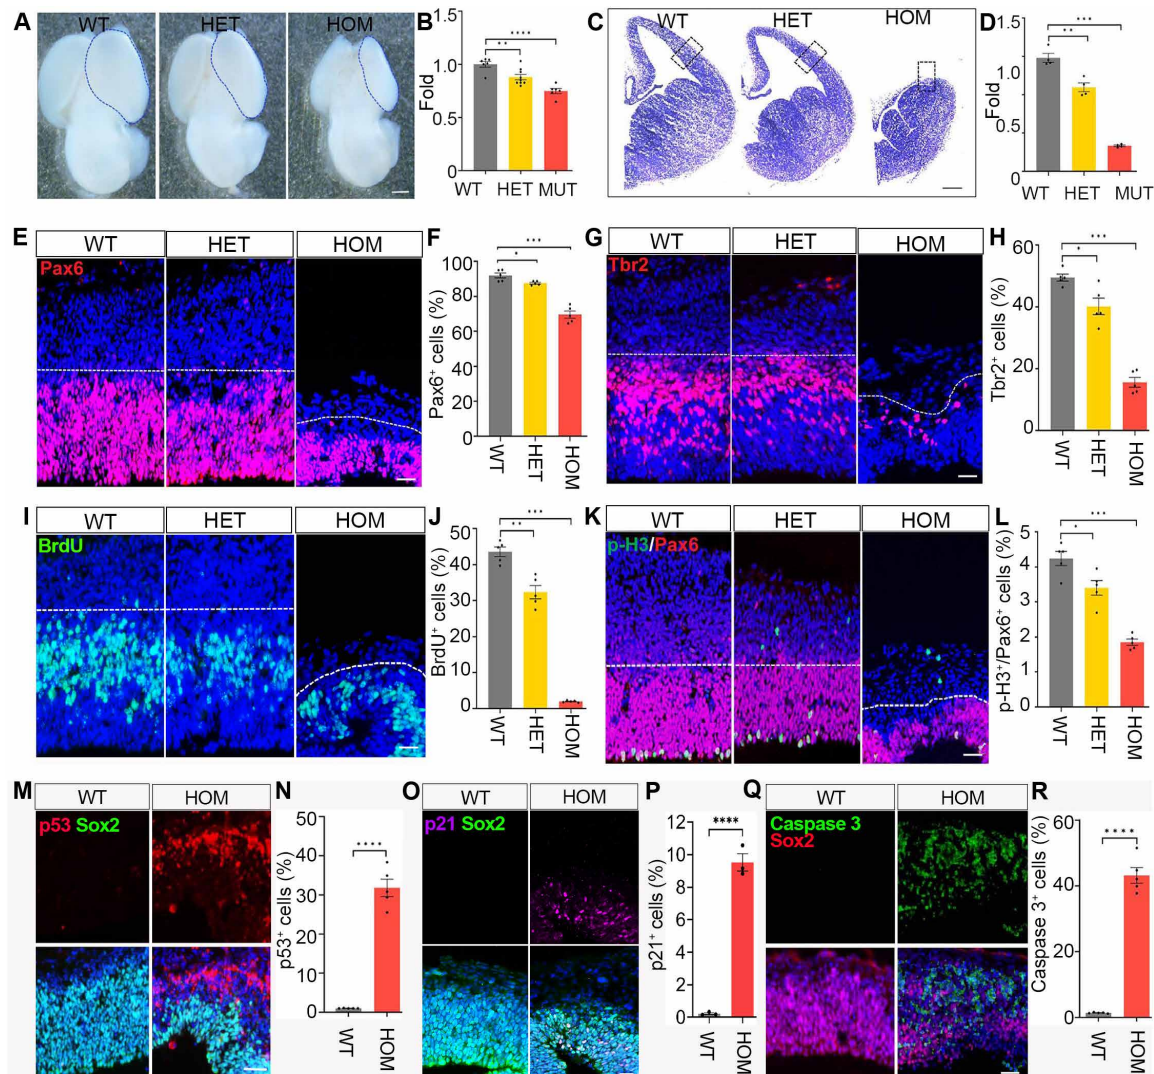 A
WT
HET
HOM
B
Fold
1.5
1.0
0.5
0
**
****
WT HET MUT
C
WT
HET
HOM
D
Fold
1.5
1
0.5
0
***
**
WT HET MUT
E
WT
HET
HOM
Pax6
F
Pax6+ cells (%)
100
80
60
40
20
0
***
*
WT
HET
HOM
G
WT
HET
HOM
Tbr2
H
Tbr2+ cells (%)
60
40
20
0
***
*
WT
HET
HOM
I
WT
HET
HOM
BrdU
J
BrdU+ cells (%)
50
40
30
20
10
0
***
**
WT
HET
HOM
K
WT
HET
HOM
p-H3/Pax6
L
p-H3+/Pax6+ cells (%)
5
4
3
2
1
0
***
*
WT
HET
HOM
M
WT
HOM
p53 Sox2
N
p53+ cells (%)
50
40
30
20
10
0
****
WT
HOM
O
WT
HOM
p21 Sox2
P
p21+ cells (%)
12
9
6
3
0
****
WT
HOM
Q
WT
HOM
Caspase 3
Sox2
R
Caspase 3+ cells (%)
60
40
20
0
****
WT
HOM